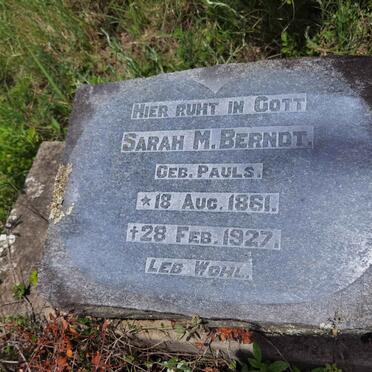 HIER RUHT IN GOTT
SARAH M. BERNDT.
GEB. PAULS.
*18 AUG. 1861.
†28 FEB. 1927.
LEB WOHL.